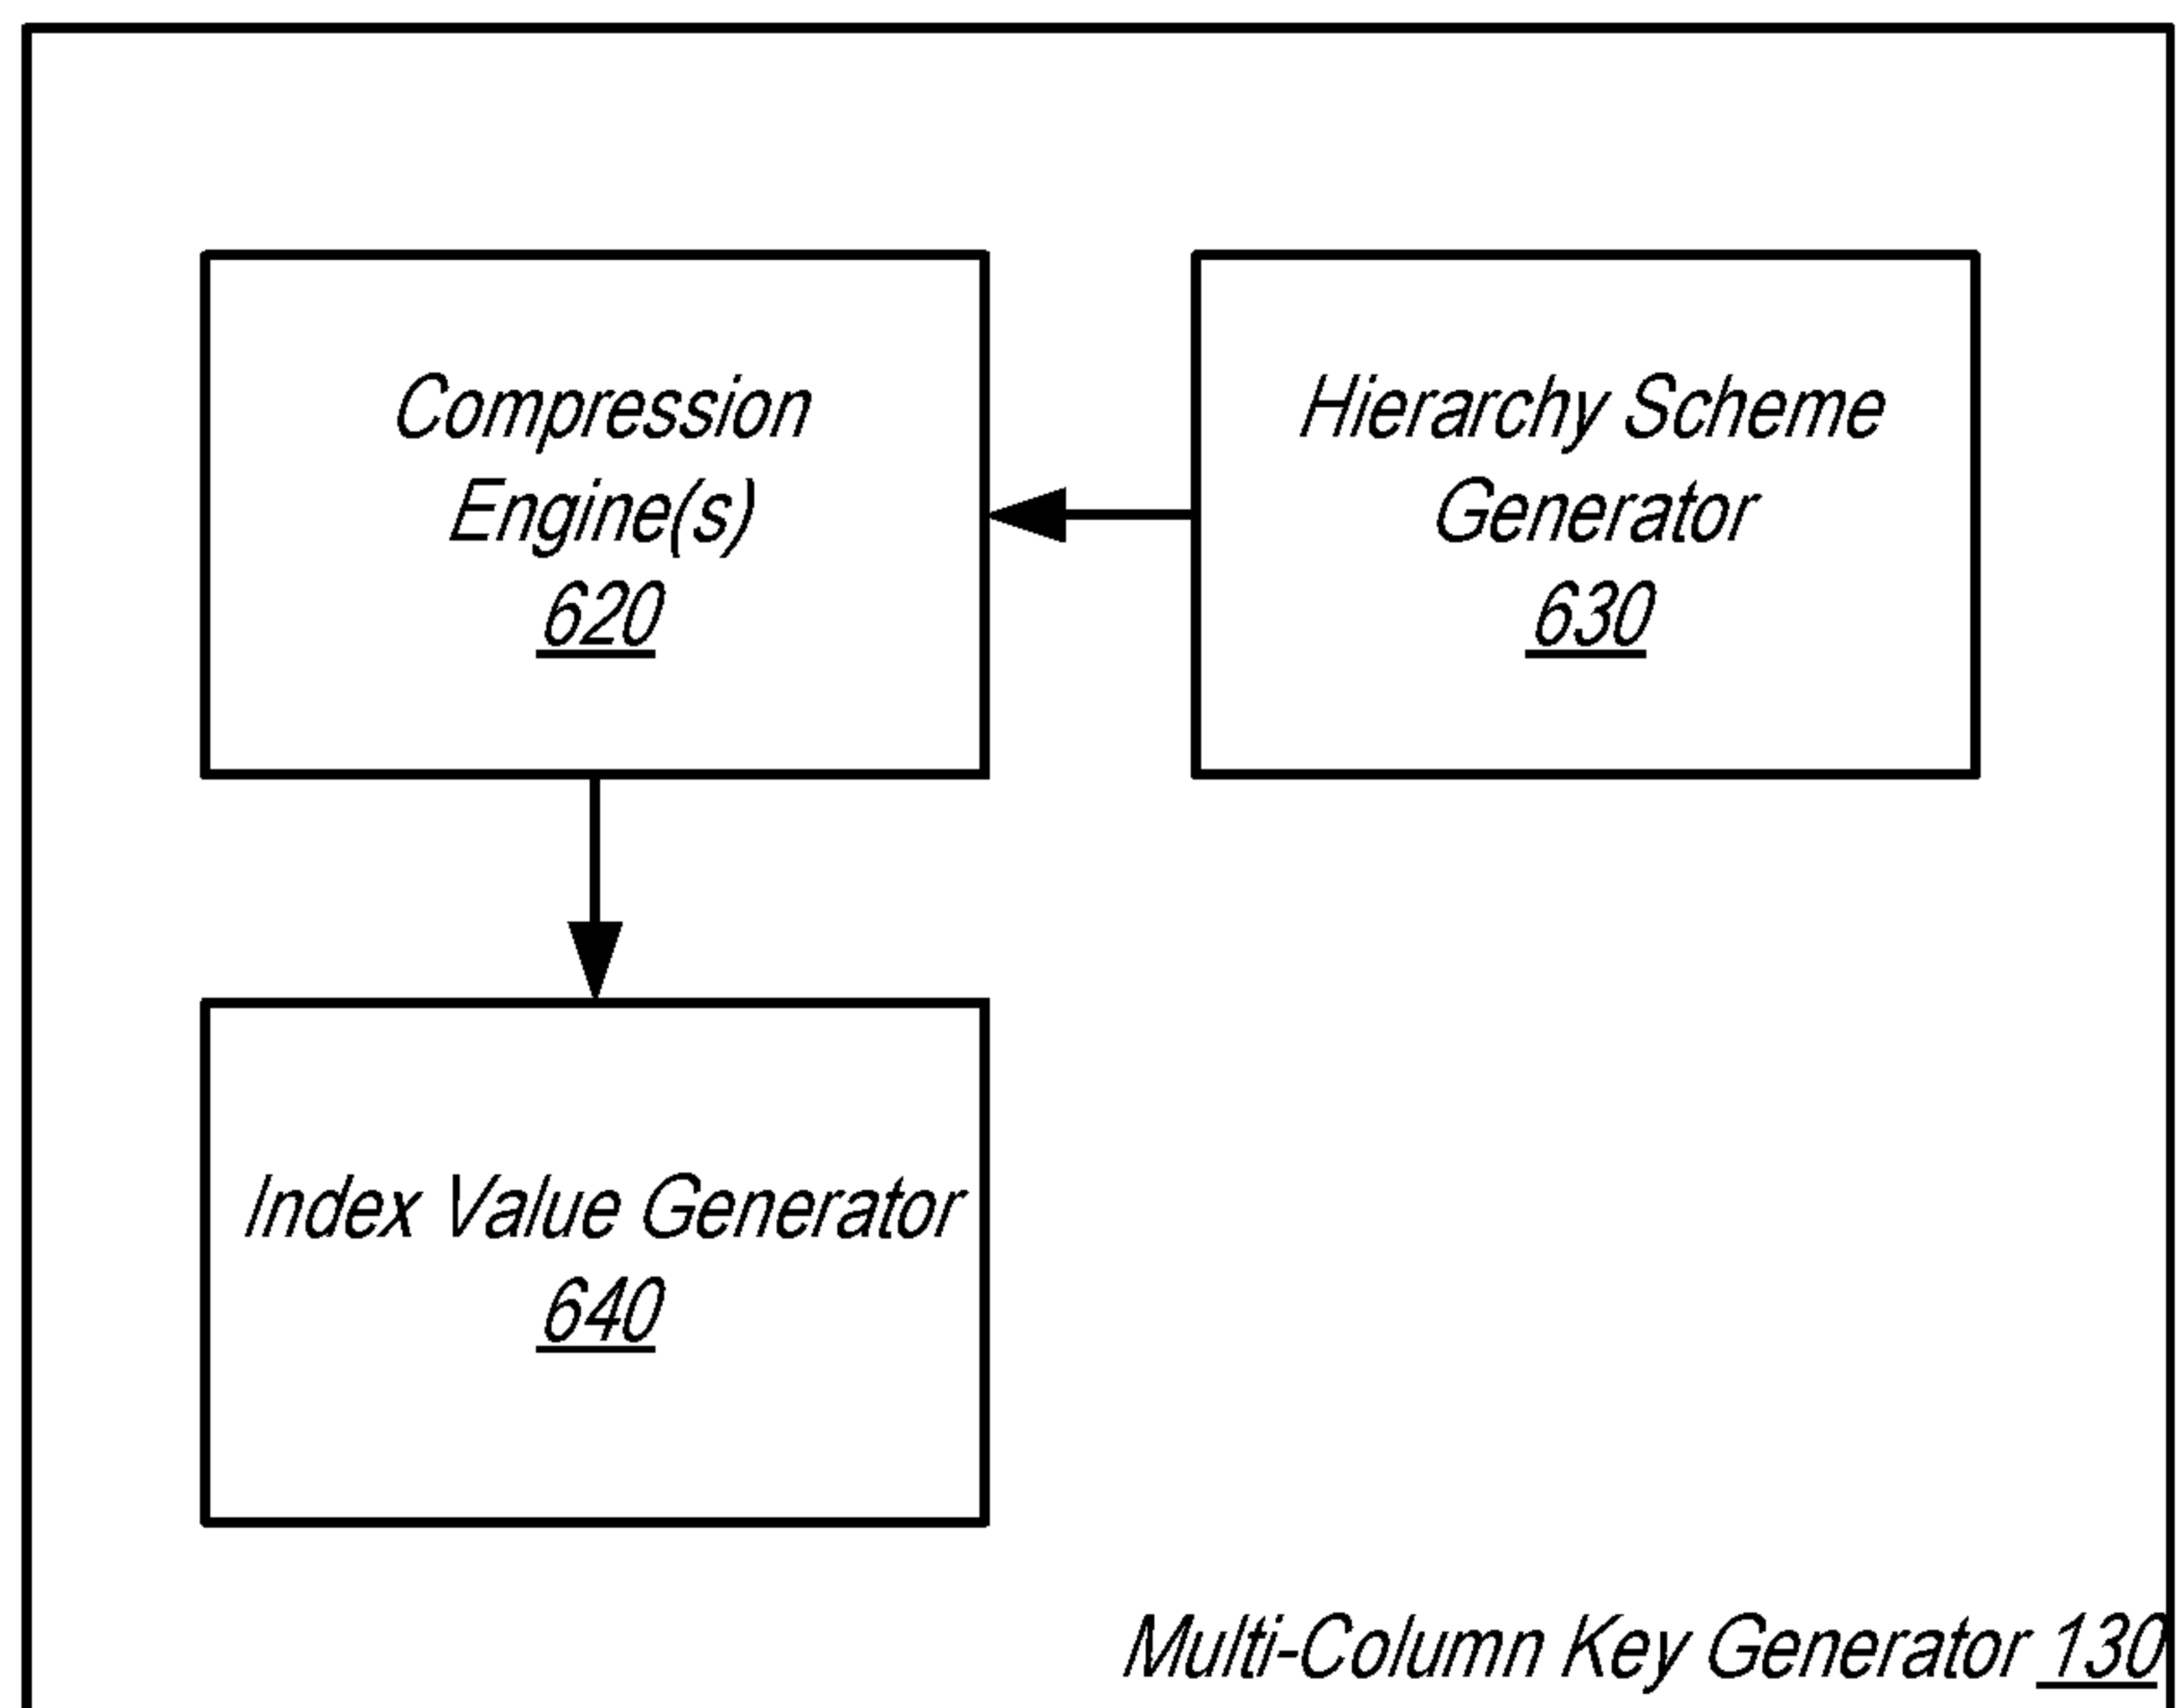 Compression
Engine(s)
620
Hierarchy Scheme
Generator
630
Index Value Generator
640
Multi-Column Key Generator 130